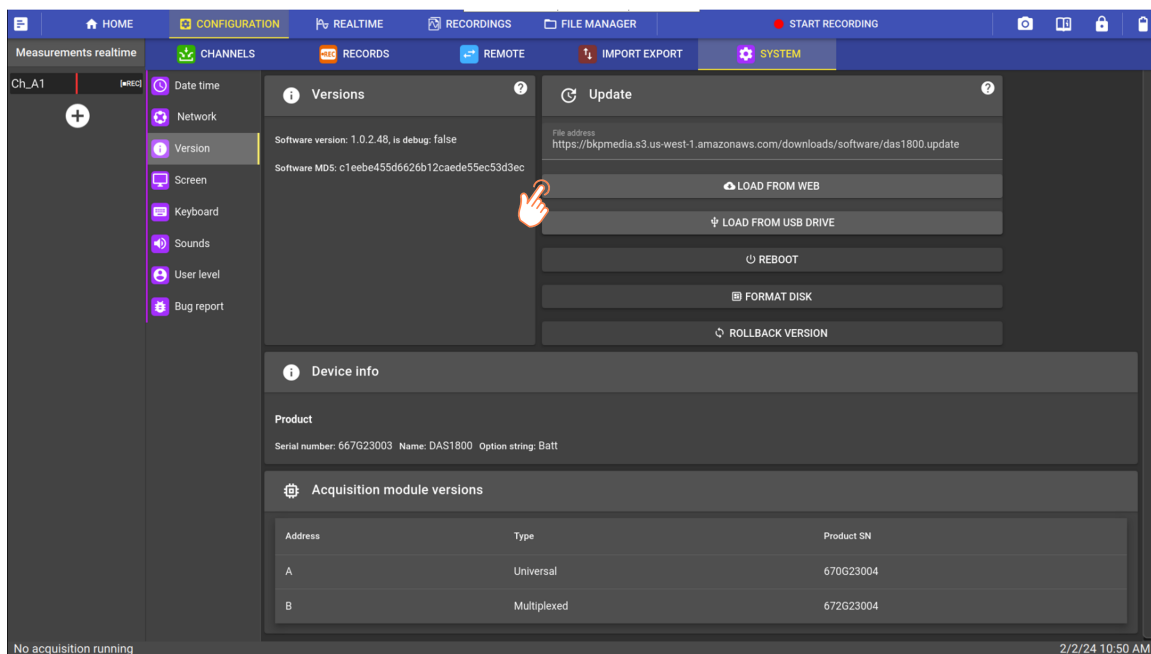 HOME
CONFIGURATION
REALTIME
RECORDINGS
FILE MANAGER
START RECORDING
Measurements realtime
CHANNELS
REC
RECORDS
REMOTE
IMPORT EXPORT
SYSTEM
Ch_A1
[●REC]
Date time
Network
Version
Screen
Keyboard
Sounds
User level
Bug report
Versions
Software version: 1.0.2.48, is debug: false
Software MD5: c1eebe455d6626b12caede55ec53d3ec
Update
File address
https://bkpmedia.s3.us-west-1.amazonaws.com/downloads/software/das1800.update
LOAD FROM WEB
LOAD FROM USB DRIVE
REBOOT
FORMAT DISK
ROLLBACK VERSION
Device info
Product
Serial number: 667G23003 Name: DAS1800 Option string: Batt
Acquisition module versions
Address Type Product SN
A Universal 670G23004
B Multiplexed 672G23004
No acquisition running
2/2/24 10:50 AM